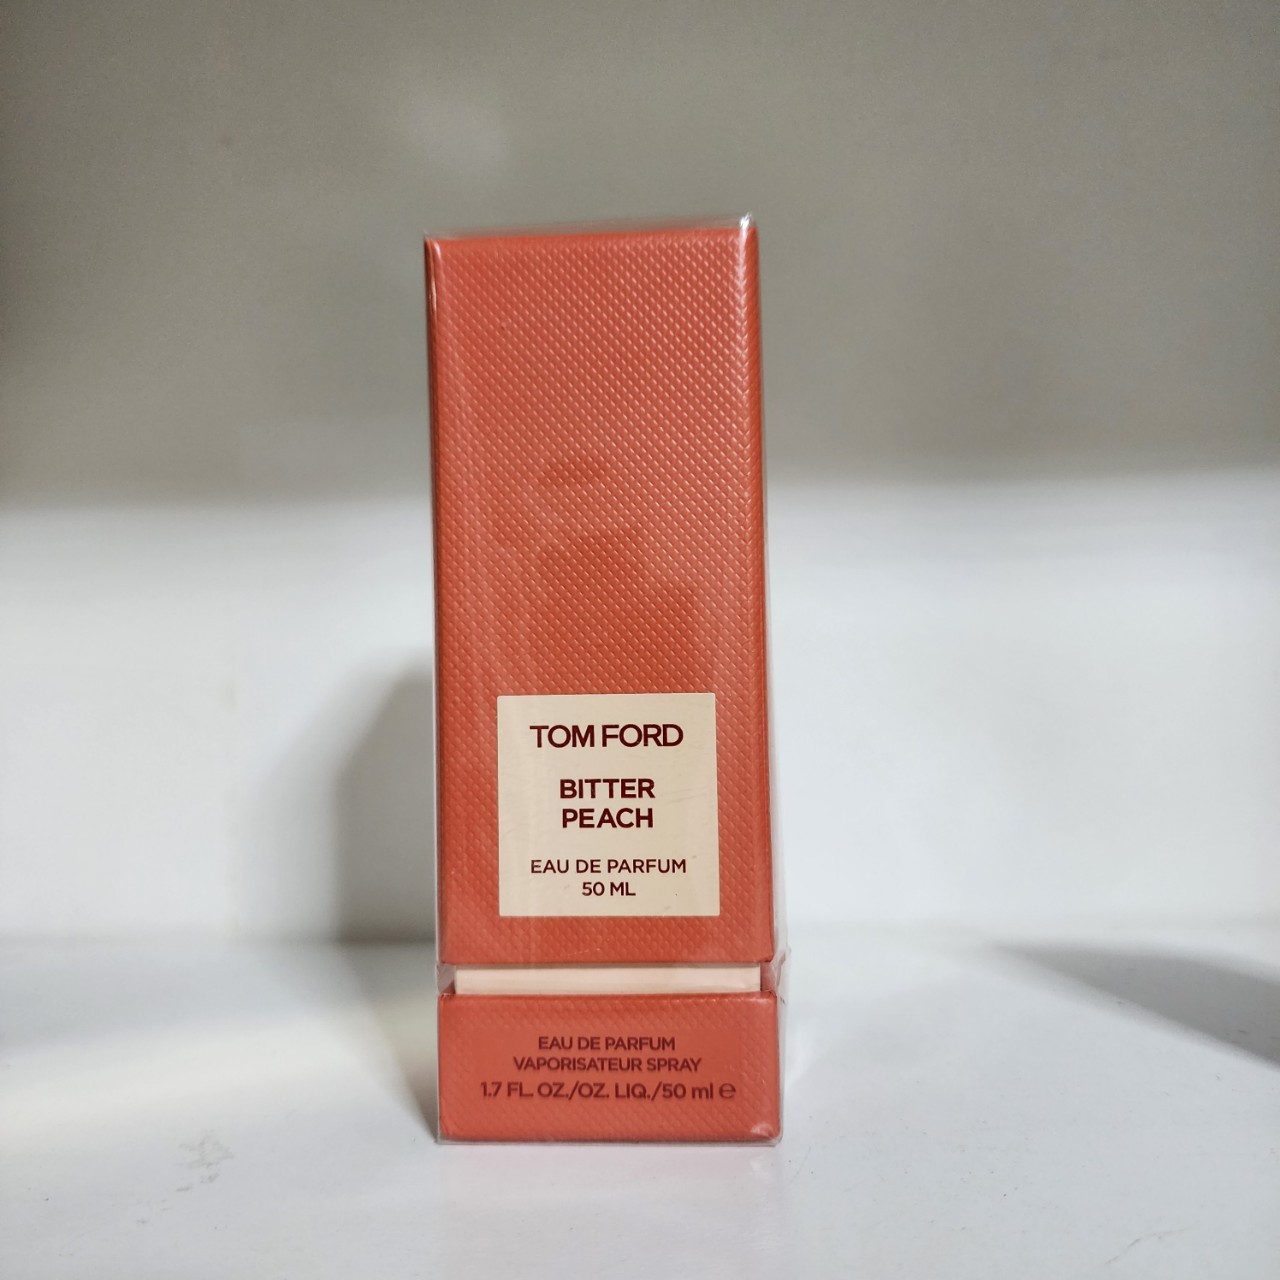 TOM FORD
BITTER
PEACH
EAU DE PARFUM
50 ML
EAU DE PARFUM
VAPORISATEUR SPRAY
1.7 FL. OZ./OZ. LIQ./50 ml ℮